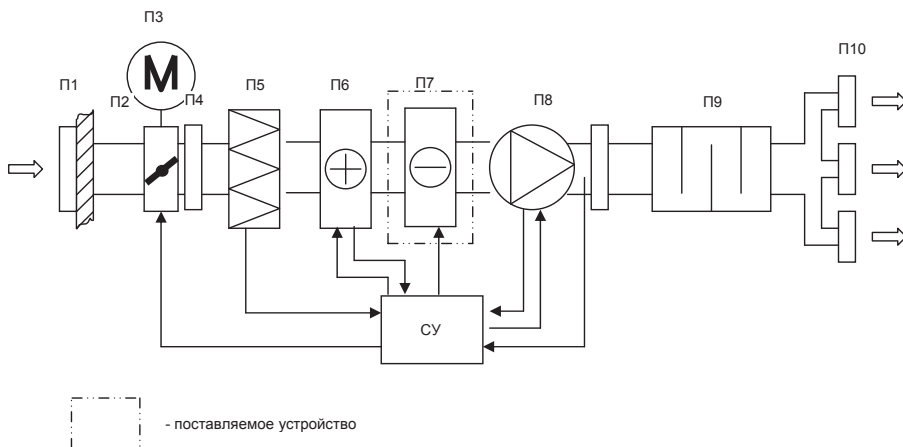 П3
П10
П1
П2
М
П4
П5
П6
П7
П8
П9
СУ
- поставляемое устройство